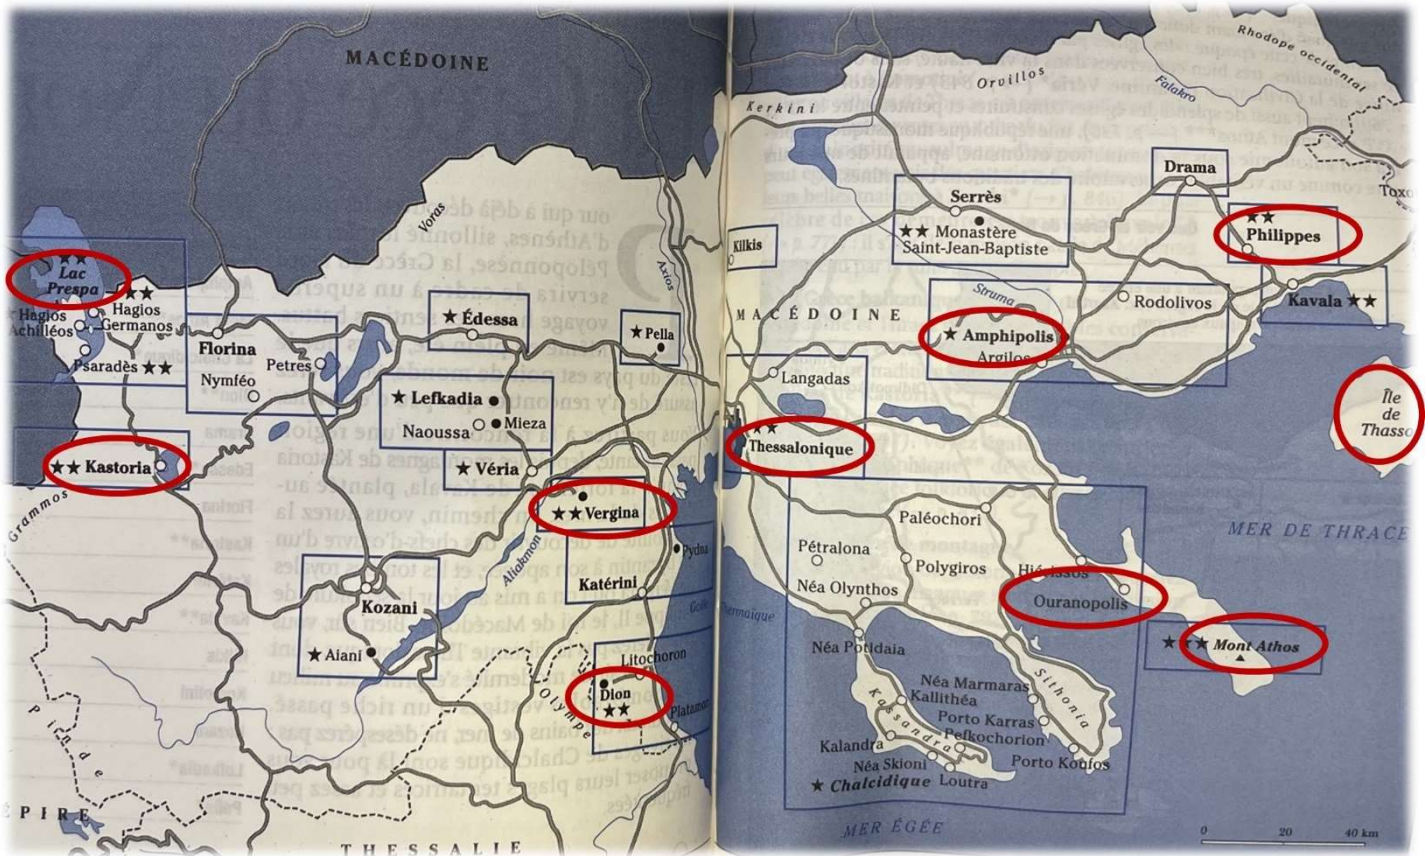 MACÉDOINE
Voras
Axios
★★
Lac
Prespa
★★
Hagios
Germanos
Hagios
Achilléos
Psaradès ★★
Florina
Nymféo
Petres
★ Édessa
★ Pella
★ Lefkadia
Naoussa
Mieza
★ Véria
★★ Kastoria
★★ Vergina
Grammos
Aliakmon
Pydna
Katérini
Golfe
Kozani
★ Aiani
Litochoron
Dion
★★
Olympe
Platamon
Pinde
ÉPIRE
THESSALIE
Rhodope occidental
Orvillos
Falakro
Kerkini
Drama
Toxo
Serrès
★★ Monastère
Saint-Jean-Baptiste
★★
Philippes
Kilkis
Struma
Rodolivos
Kavala ★★
MACÉDOINE
★ Amphipolis
Argilos
Langadas
Île
de
Thasso
★★
Thessalonique
Paléochori
MER DE THRACE
Pétralona
Polygiros
Hiérissos
Néa Olynthos
Ouranopolis
Thermaïque
Néa Potidaia
★★★ Mont Athos
Sithonia
Néa Marmaras
Kallithéa
Kassandra
Porto Karras
Pefkochorion
Kalandra
Néa Skioni
Porto Koufos
Loutra
★ Chalcidique
MER ÉGÉE
0 20 40 km